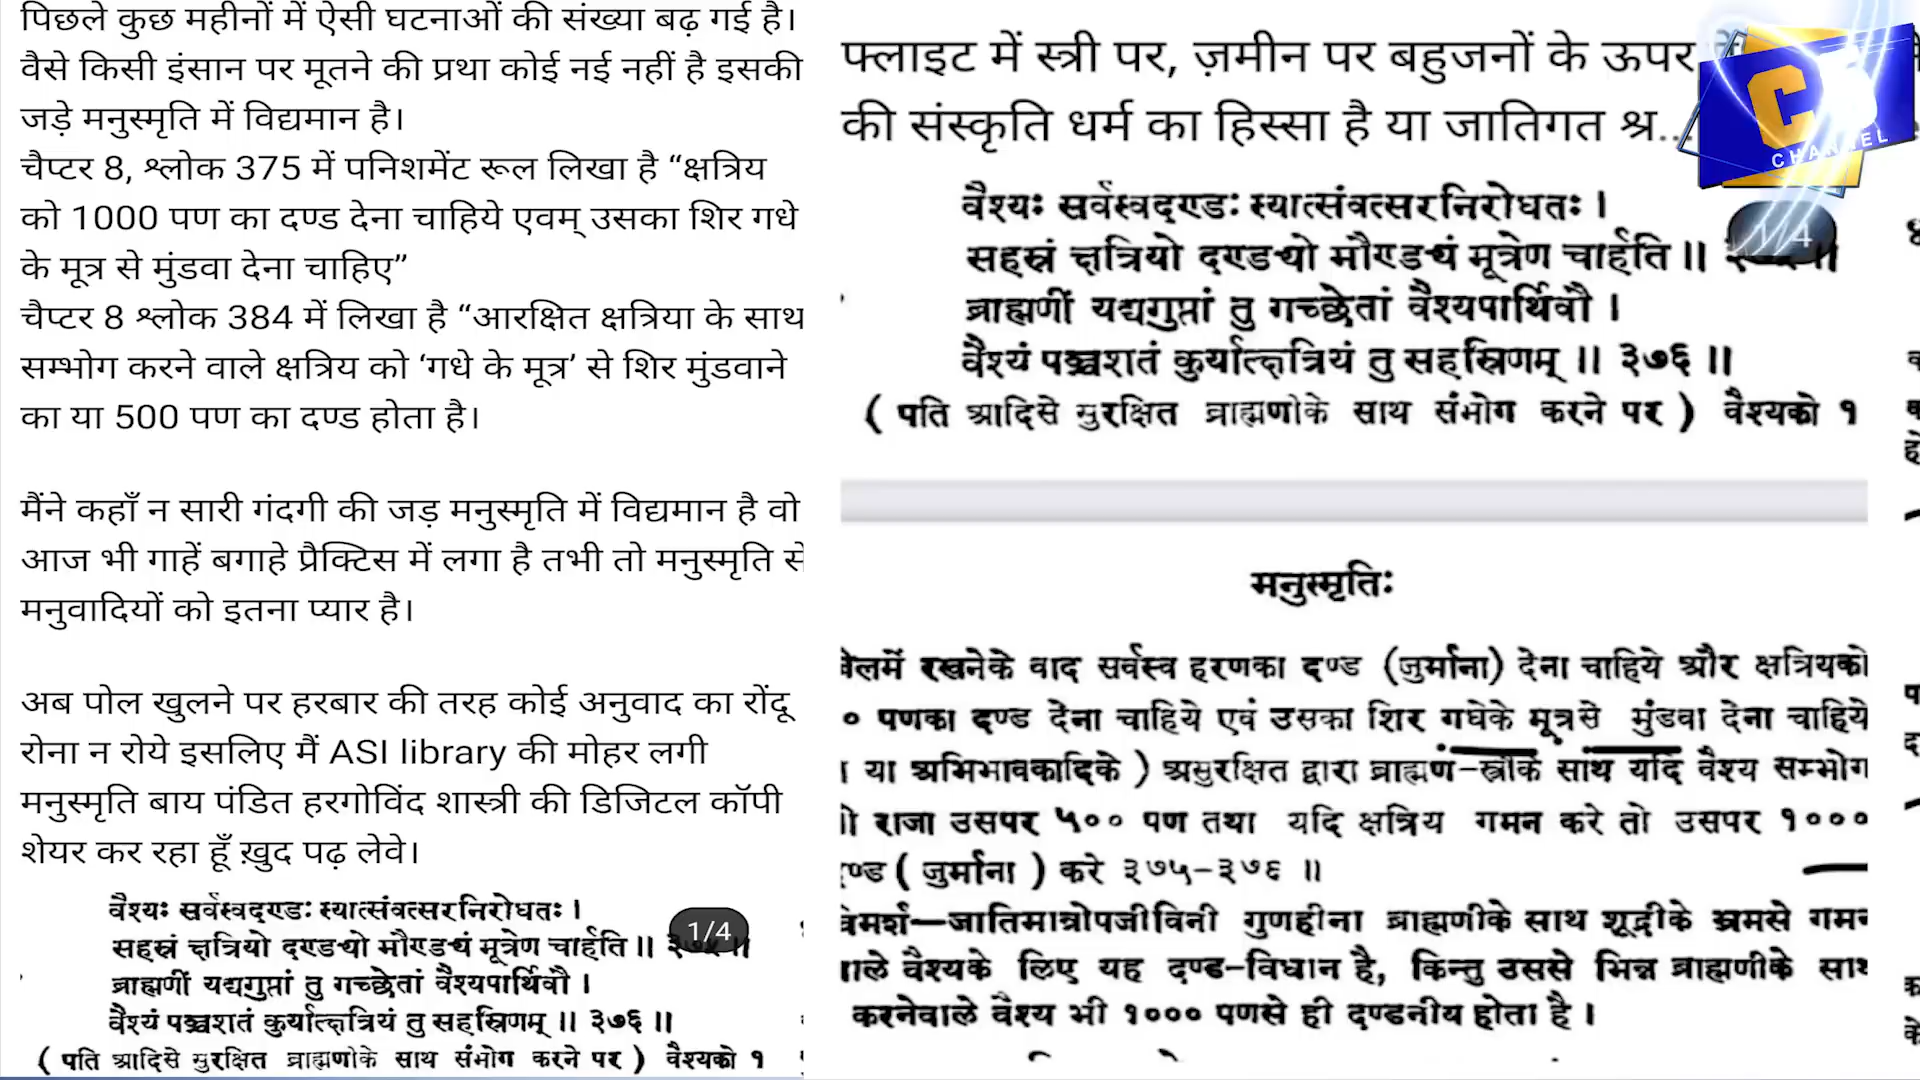 पिछले कुछ महीनों में ऐसी घटनाओं की संख्या बढ़ गई है।
वैसे किसी इंसान पर मूतने की प्रथा कोई नई नहीं है इसकी
जड़े मनुस्मृति में विद्यमान है।
चैप्टर 8, श्लोक 375 में पनिशमेंट रूल लिखा है “क्षत्रिय
को 1000 पण का दण्ड देना चाहिये एवम् उसका शिर गधे
के मूत्र से मुंडवा देना चाहिए”
चैप्टर 8 श्लोक 384 में लिखा है “आरक्षित क्षत्रिया के साथ
सम्भोग करने वाले क्षत्रिय को ‘गधे के मूत्र’ से शिर मुंडवाने
का या 500 पण का दण्ड होता है।
मैंने कहाँ न सारी गंदगी की जड़ मनुस्मृति में विद्यमान है वो
आज भी गाहें बगाहे प्रैक्टिस में लगा है तभी तो मनुस्मृति से
मनुवादियों को इतना प्यार है।
अब पोल खुलने पर हरबार की तरह कोई अनुवाद का रोंदू
रोना न रोये इसलिए मैं ASI library की मोहर लगी
मनुस्मृति बाय पंडित हरगोविंद शास्त्री की डिजिटल कॉपी
शेयर कर रहा हूँ ख़ुद पढ़ लेवे।
वैश्यः सर्वस्वदण्डः स्यात्संवत्सरनिरोधतः।
सहस्रं क्षत्रियो दण्ड्यो मौण्ड्यं मूत्रेण चार्हति॥
1/4
ब्राह्मणीं यद्यगुप्तां तु गच्छेतां वैश्यपार्थिवौ।
वैश्यं पञ्चशतं कुर्यात्क्षत्रियं तु सहस्रिणम्॥ ३७६॥
( पति आदिसे सुरक्षित ब्राह्मणीके साथ संभोग करने पर ) वैश्यको १
फ्लाइट में स्त्री पर, ज़मीन पर बहुजनों के ऊपर
की संस्कृति धर्म का हिस्सा है या जातिगत श्र...
C
CHANNEL
वैश्यः सर्वस्वदण्डः स्यात्संवत्सरनिरोधतः।
1/4
सहस्रं क्षत्रियो दण्ड्यो मौण्ड्यं मूत्रेण चार्हति॥
ब्राह्मणीं यद्यगुप्तां तु गच्छेतां वैश्यपार्थिवौ।
वैश्यं पञ्चशतं कुर्यात्क्षत्रियं तु सहस्रिणम्॥ ३७६॥
( पति आदिसे सुरक्षित ब्राह्मणीके साथ संभोग करने पर ) वैश्यको १
मनुस्मृतिः
रखनेके वाद सर्वस्व हरणका दण्ड (जुर्माना) देना चाहिये और क्षत्रियको
० पणका दण्ड देना चाहिये एवं उसका शिर गधेके मूत्रसे मुंडवा देना चाहिये
। या अभिभावकादिके ) असुरक्षित द्वारा ब्राह्मण-स्त्रीके साथ यदि वैश्य सम्भोग
राजा उसपर ५०० पण तथा यदि क्षत्रिय गमन करे तो उसपर १०००
( जुर्माना ) करे ३७५-३७६ ॥
जातिमात्रोपजीविनी गुणहीना ब्राह्मणीके साथ शूद्रीके भ्रमसे
वैश्यके लिए यह दण्ड-विधान है, किन्तु उससे भिन्न ब्राह्मणीके साथ
करनेवाले वैश्य भी १००० पणसे ही दण्डनीय होता है।